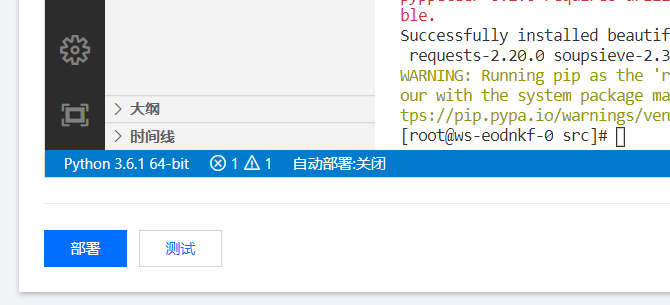 ble.
Successfully installed beautif
requests-2.20.0 soupsieve-2.3
WARNING: Running pip as the 'r
our with the system package ma
tps://pip.pypa.io/warnings/ven
[root@ws-eodnkf-0 src]#
大纲
时间线
Python 3.6.1 64-bit 1 1 自动部署:关闭
部署 测试